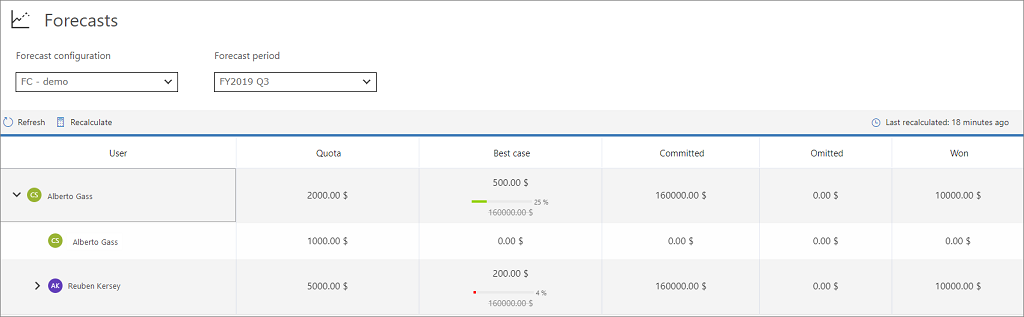 Forecasts
Forecast configuration Forecast period
FC - demo FY2019 Q3
Refresh Recalculate Last recalculated: 18 minutes ago
User Quota Best case Committed Omitted Won
CS Alberto Gass 2000.00 $ 500.00 $ 160000.00 $ 0.00 $ 10000.00 $
25 %
160000.00 $
CS Alberto Gass 1000.00 $ 0.00 $ 0.00 $ 0.00 $ 0.00 $
AK Reuben Kersey 5000.00 $ 200.00 $ 160000.00 $ 0.00 $ 10000.00 $
4 %
160000.00 $